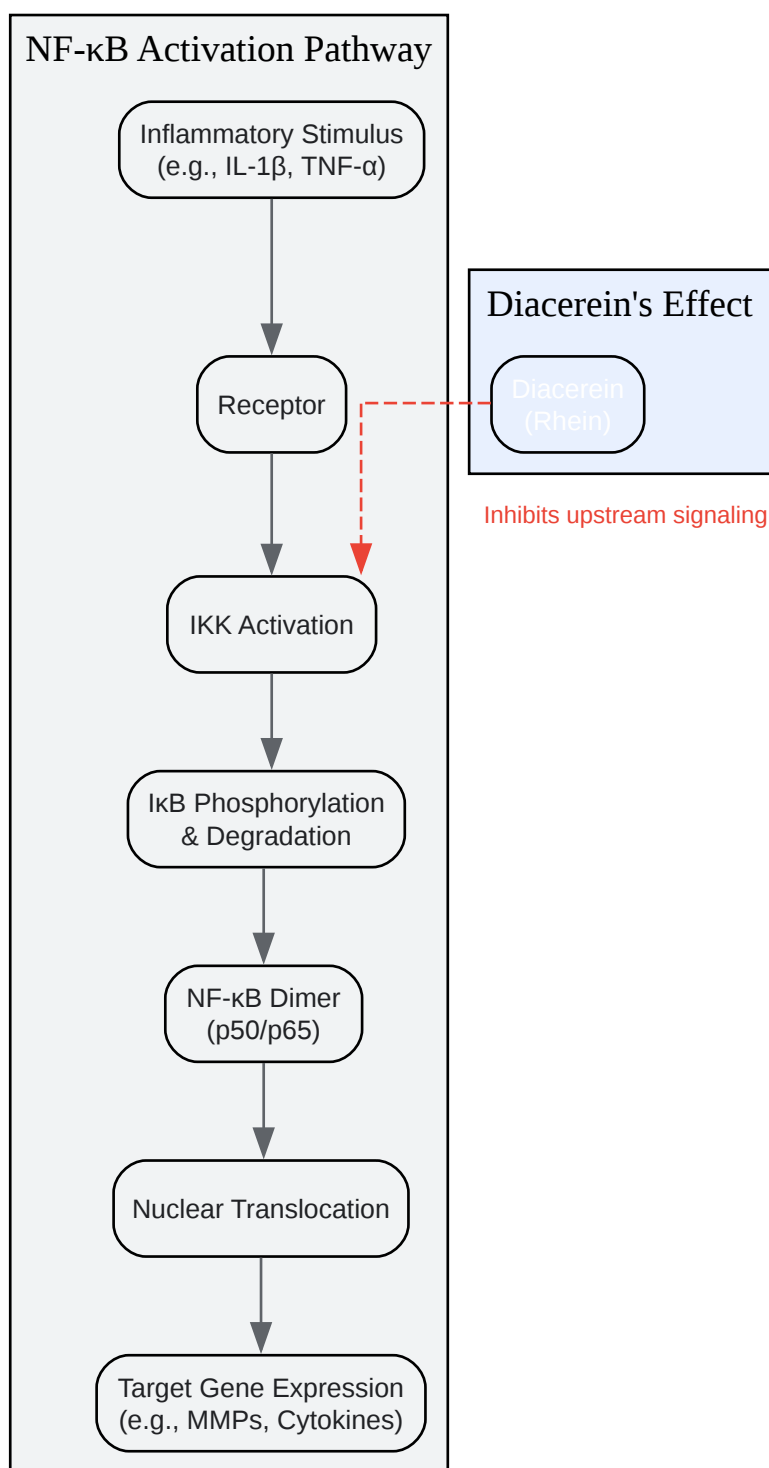 NF-κB Activation Pathway
Inflammatory Stimulus
(e.g., IL-1β, TNF-α)
Diacerein's Effect
Receptor
Diacerein
(Rhein)
Inhibits upstream signaling
IKK Activation
IκB Phosphorylation
& Degradation
NF-κB Dimer
(p50/p65)
Nuclear Translocation
Target Gene Expression
(e.g., MMPs, Cytokines)